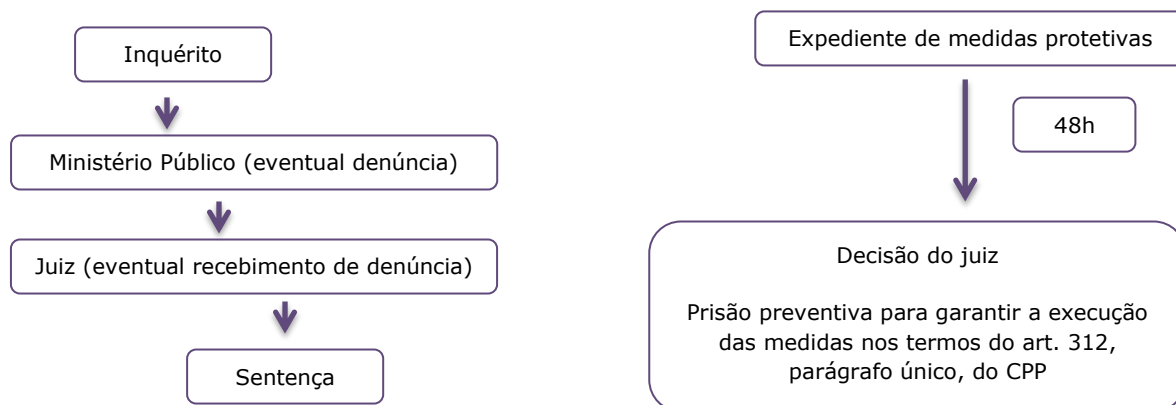 Inquérito
Ministério Público (eventual denúncia)
Juiz (eventual recebimento de denúncia)
Sentença
Expediente de medidas protetivas
48h
Decisão do juiz
Prisão preventiva para garantir a execução
das medidas nos termos do art. 312,
parágrafo único, do CPP